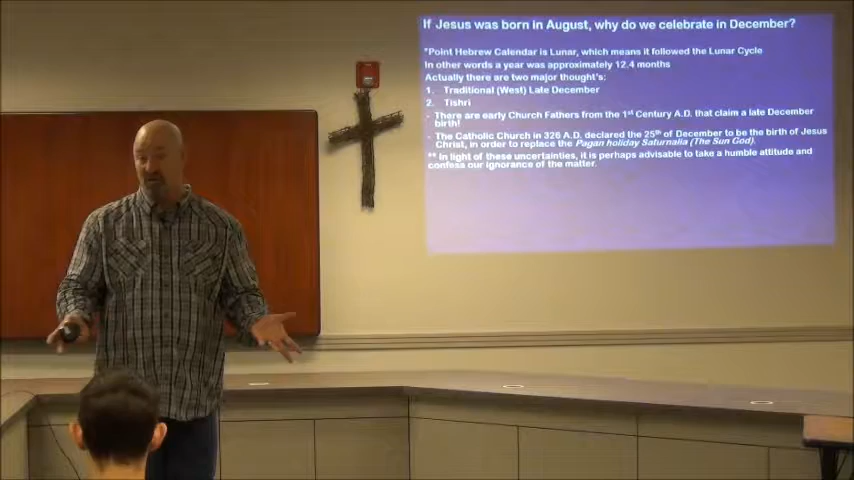 If Jesus was born in August, why do we celebrate in December?
*Point Hebrew Calendar is Lunar, which means it followed the Lunar Cycle
In other words a year was approximately 12.4 months
Actually there are two major thought's:
1. Traditional (West) Late December
2. Tishri
- There are early Church Fathers from the 1st Century A.D. that claim a late December
birth!
- The Catholic Church in 326 A.D. declared the 25th of December to be the birth of Jesus
Christ, in order to replace the Pagan holiday Saturnalia (The Sun God).
** In light of these uncertainties, it is perhaps advisable to take a humble attitude and
confess our ignorance of the matter.